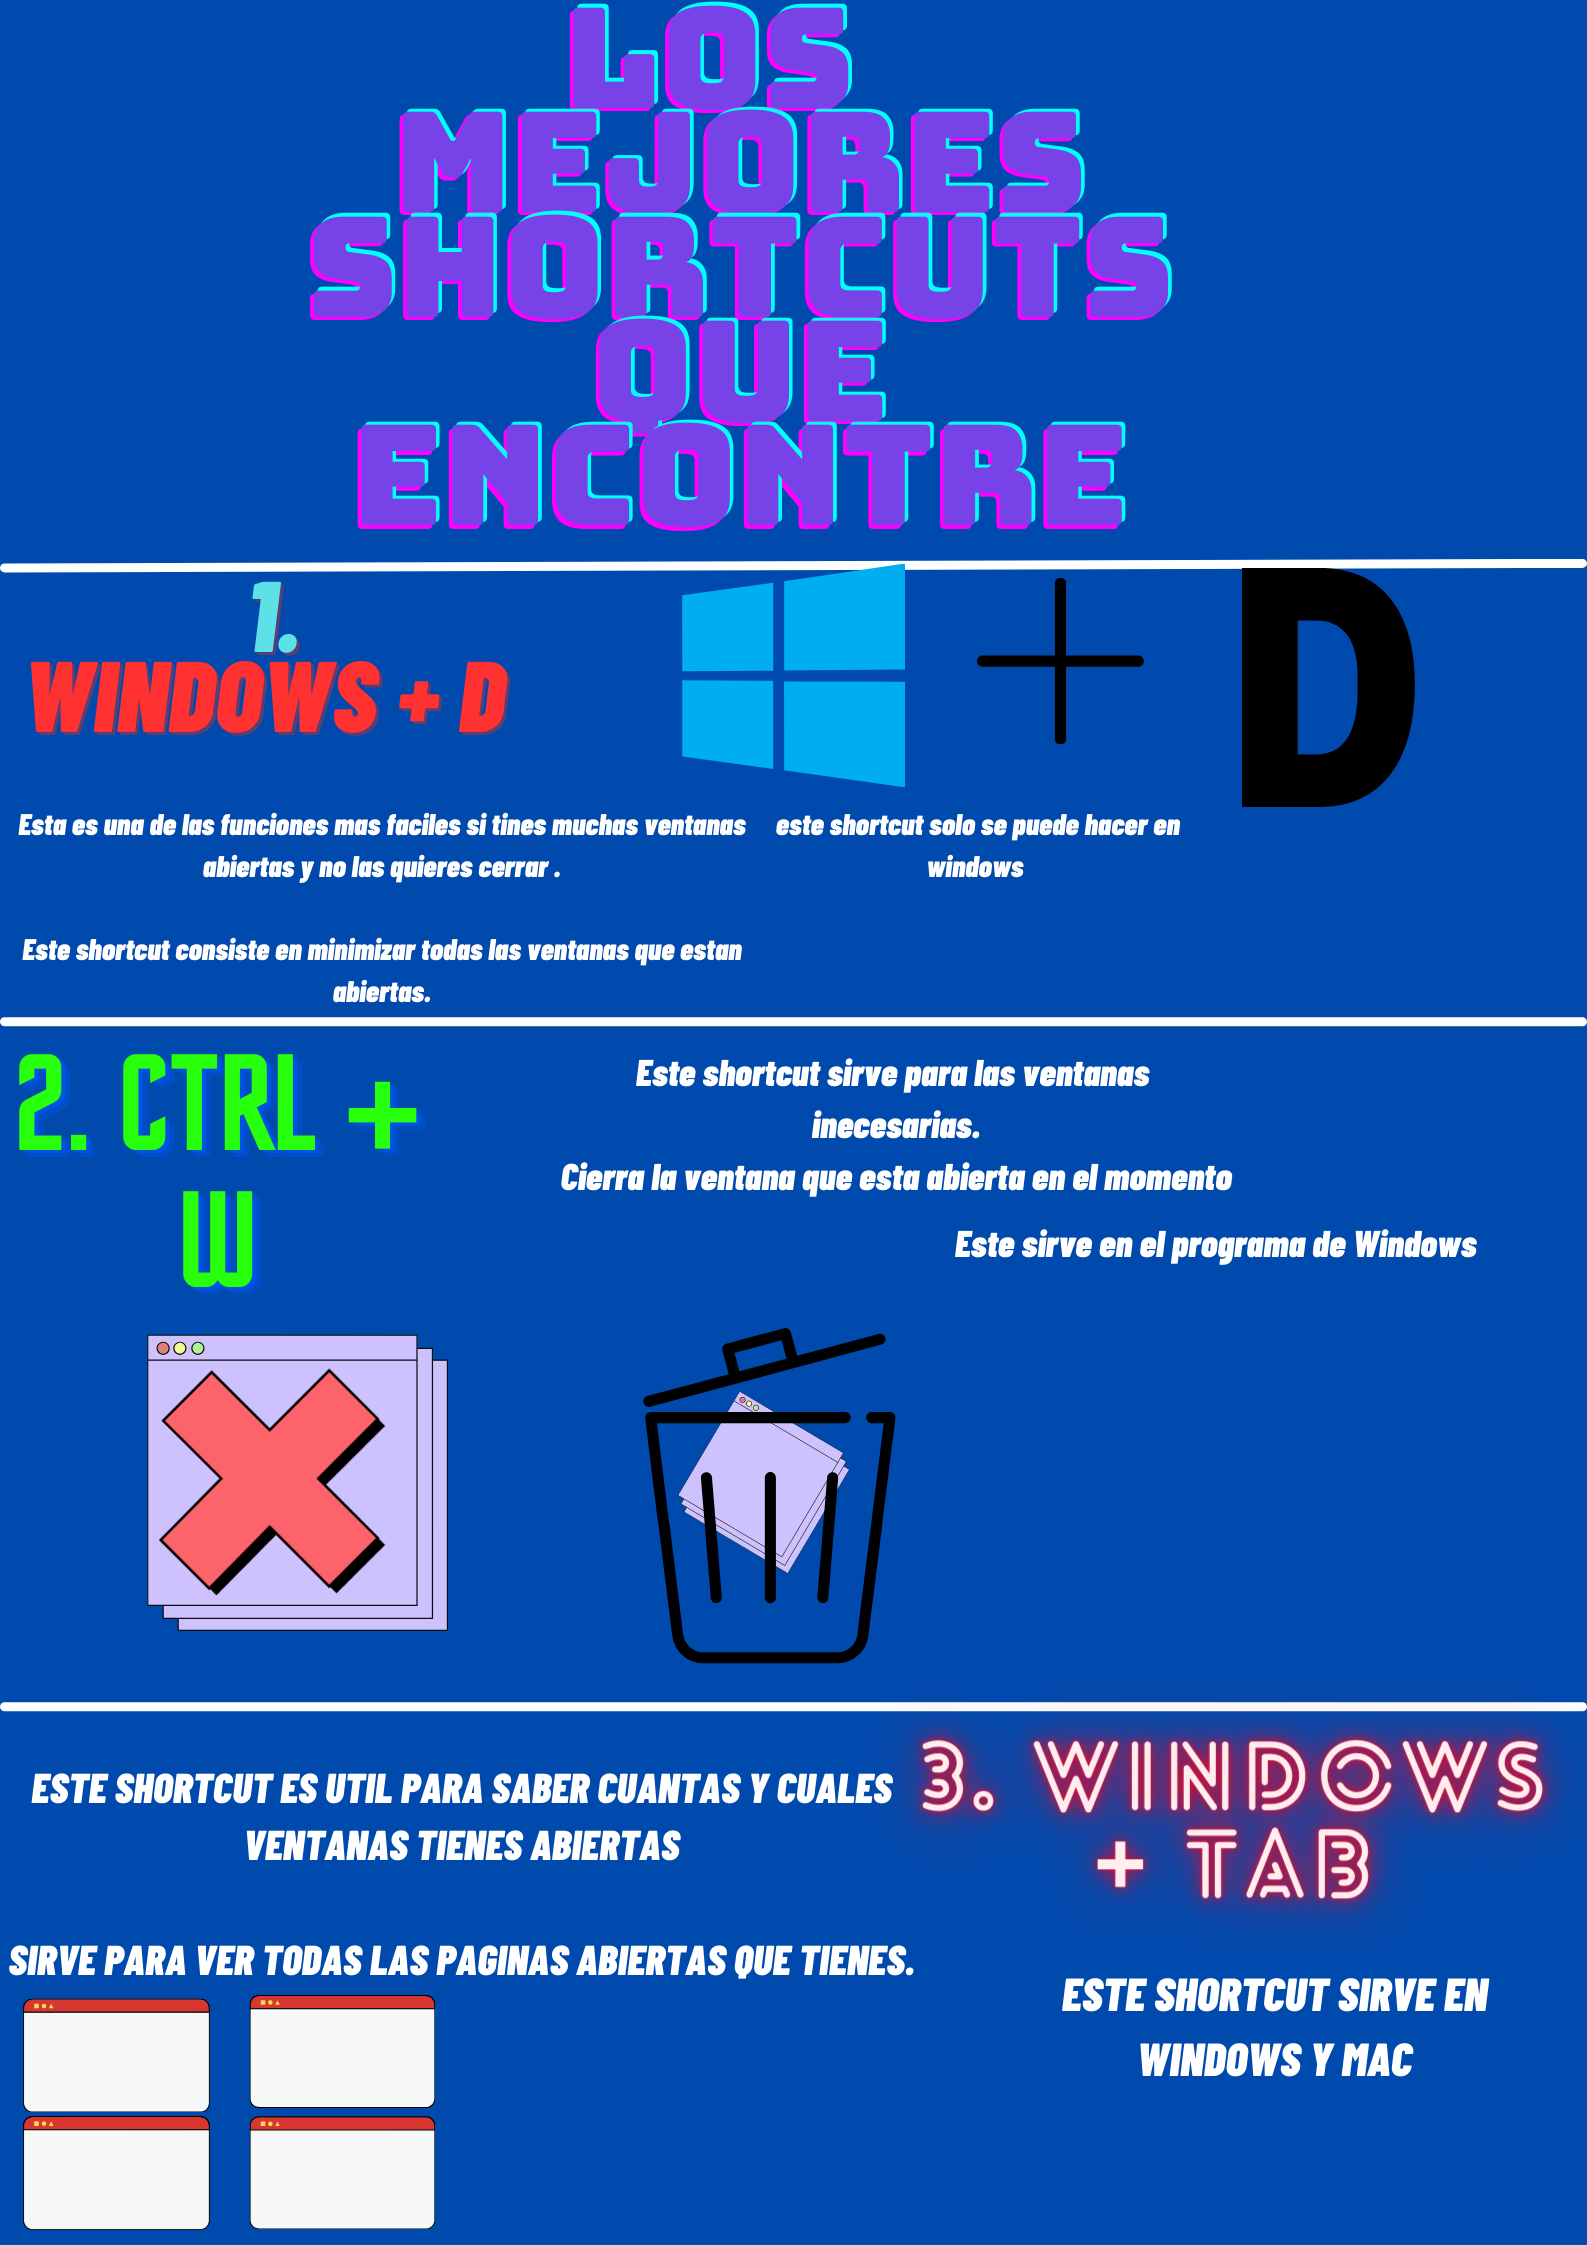 LOS
MEJORES
SHORTCUTS
QUE
ENCONTRE
1.
WINDOWS + D
D
Esta es una de las funciones mas faciles si tines muchas ventanas
abiertas y no las quieres cerrar .
Este shortcut consiste en minimizar todas las ventanas que estan
abiertas.
este shortcut solo se puede hacer en
windows
2. CTRL +
W
Este shortcut sirve para las ventanas
inecesarias.
Cierra la ventana que esta abierta en el momento
Este sirve en el programa de Windows
3. WINDOWS
+ TAB
ESTE SHORTCUT ES UTIL PARA SABER CUANTAS Y CUALES
VENTANAS TIENES ABIERTAS
SIRVE PARA VER TODAS LAS PAGINAS ABIERTAS QUE TIENES.
ESTE SHORTCUT SIRVE EN
WINDOWS Y MAC